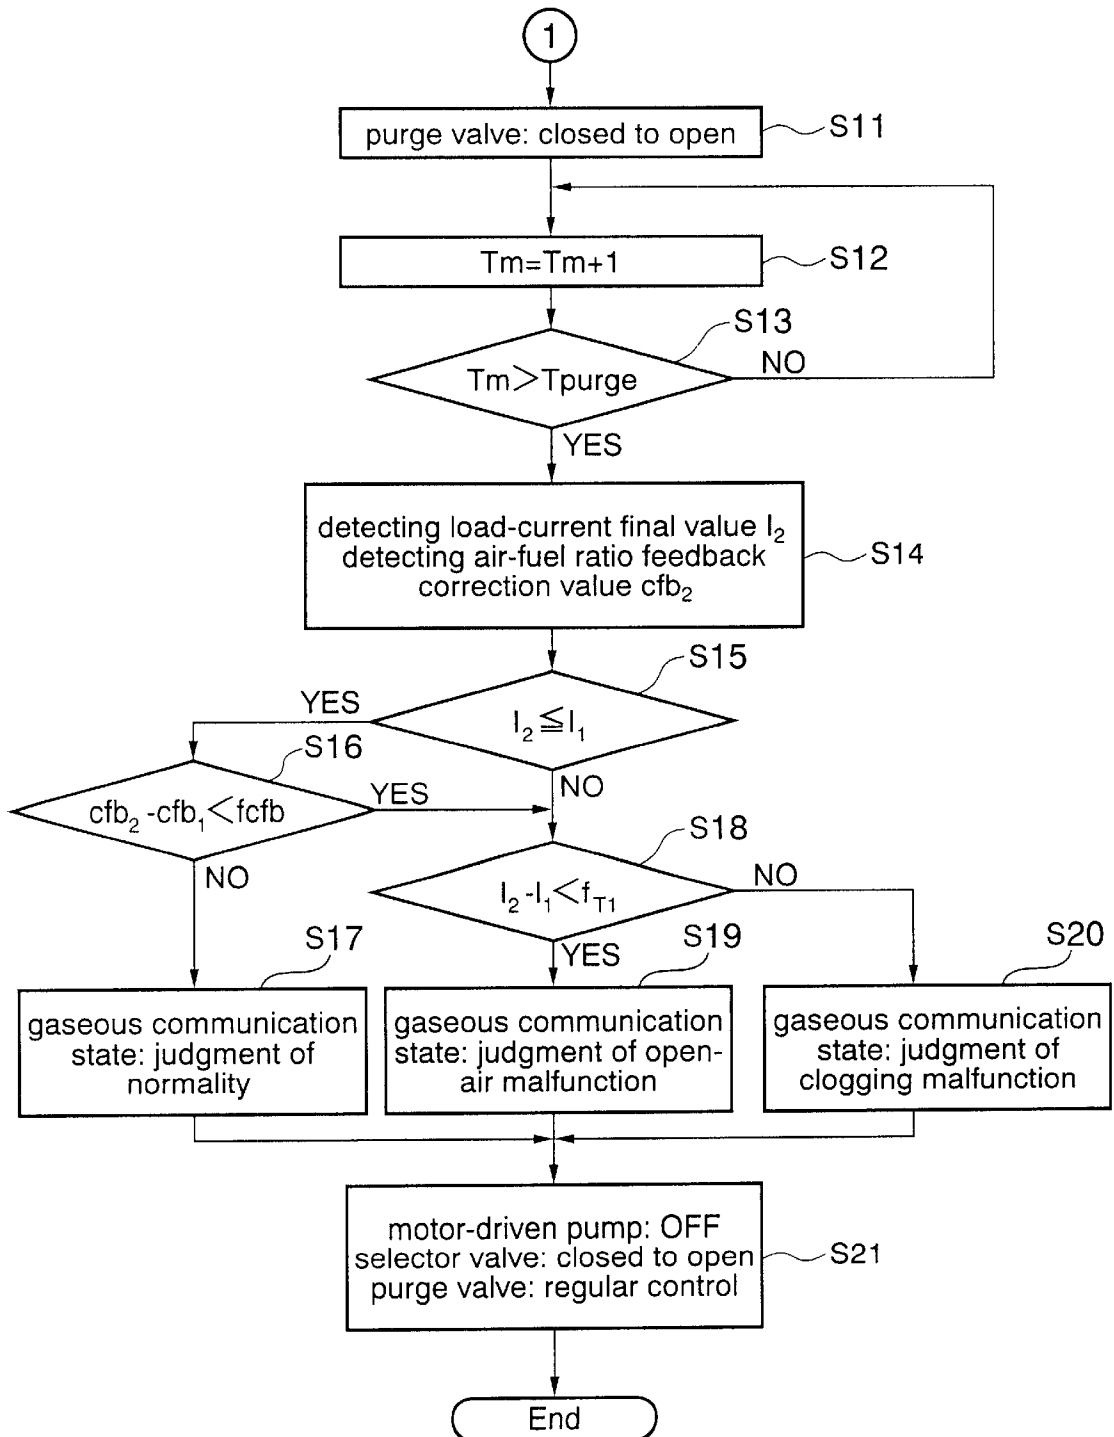 1
purge valve: closed to open
S11
Tm=Tm+1
S12
S13
Tm>Tpurge
NO
YES
detecting load-current final value I₂
detecting air-fuel ratio feedback
correction value cfb₂
S14
S15
YES
I₂≦I₁
S16
NO
cfb₂-cfb₁<fcfb
YES
S18
NO
I₂-I₁<f_T1
NO
S17
YES
S19
S20
gaseous communication
state: judgment of
normality
gaseous communication
state: judgment of open-
air malfunction
gaseous communication
state: judgment of
clogging malfunction
motor-driven pump: OFF
selector valve: closed to open
purge valve: regular control
S21
End